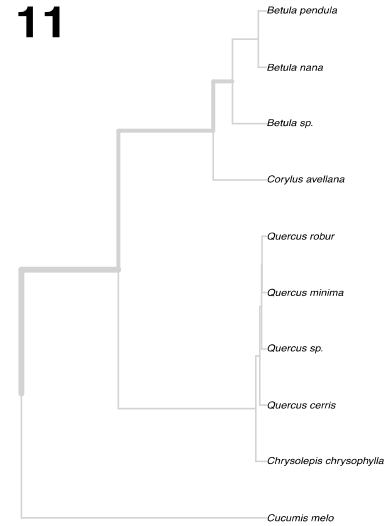 11
Betula pendula
Betula nana
Betula sp.
Corylus avellana
Quercus robur
Quercus minima
Quercus sp.
Quercus cerris
Chrysolepis chrysophylla
Cucumis melo